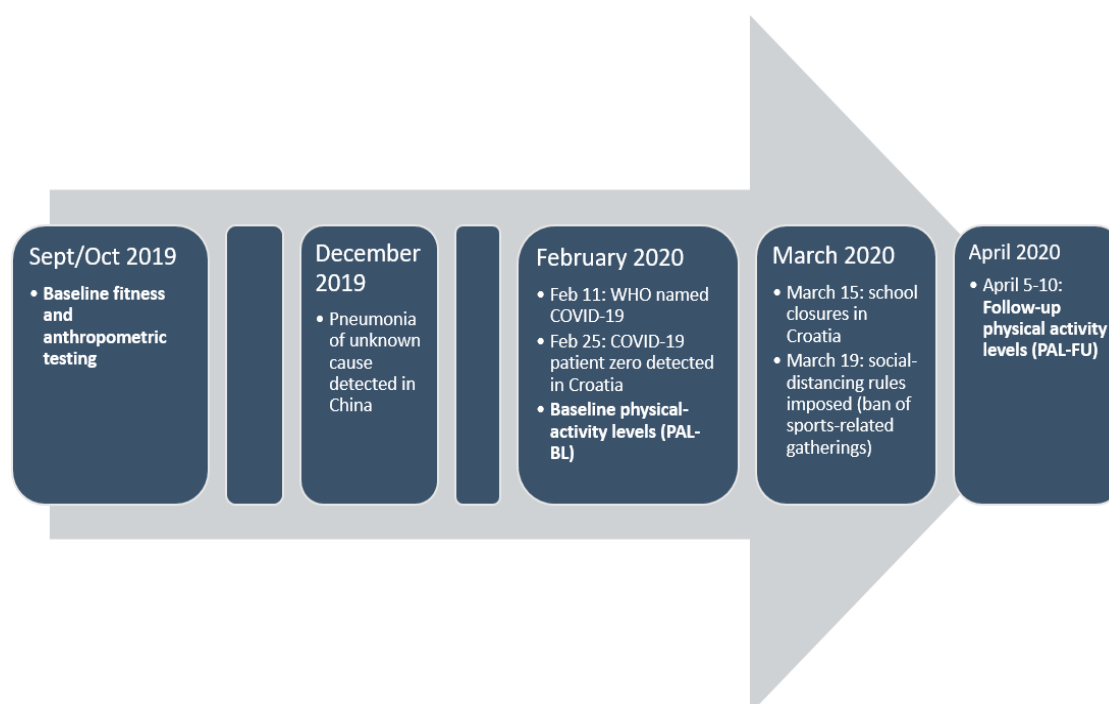 Sept/Oct 2019
• Baseline fitness
and
anthropometric
testing
December
2019
• Pneumonia
of unknown
cause
detected in
China
February 2020
• Feb 11: WHO named
COVID-19
• Feb 25: COVID-19
patient zero detected
in Croatia
• Baseline physical-
activity levels (PAL-
BL)
March 2020
• March 15: school
closures in
Croatia
• March 19: social-
distancing rules
imposed (ban of
sports-related
gatherings)
April 2020
• April 5-10:
Follow-up
physical activity
levels (PAL-FU)